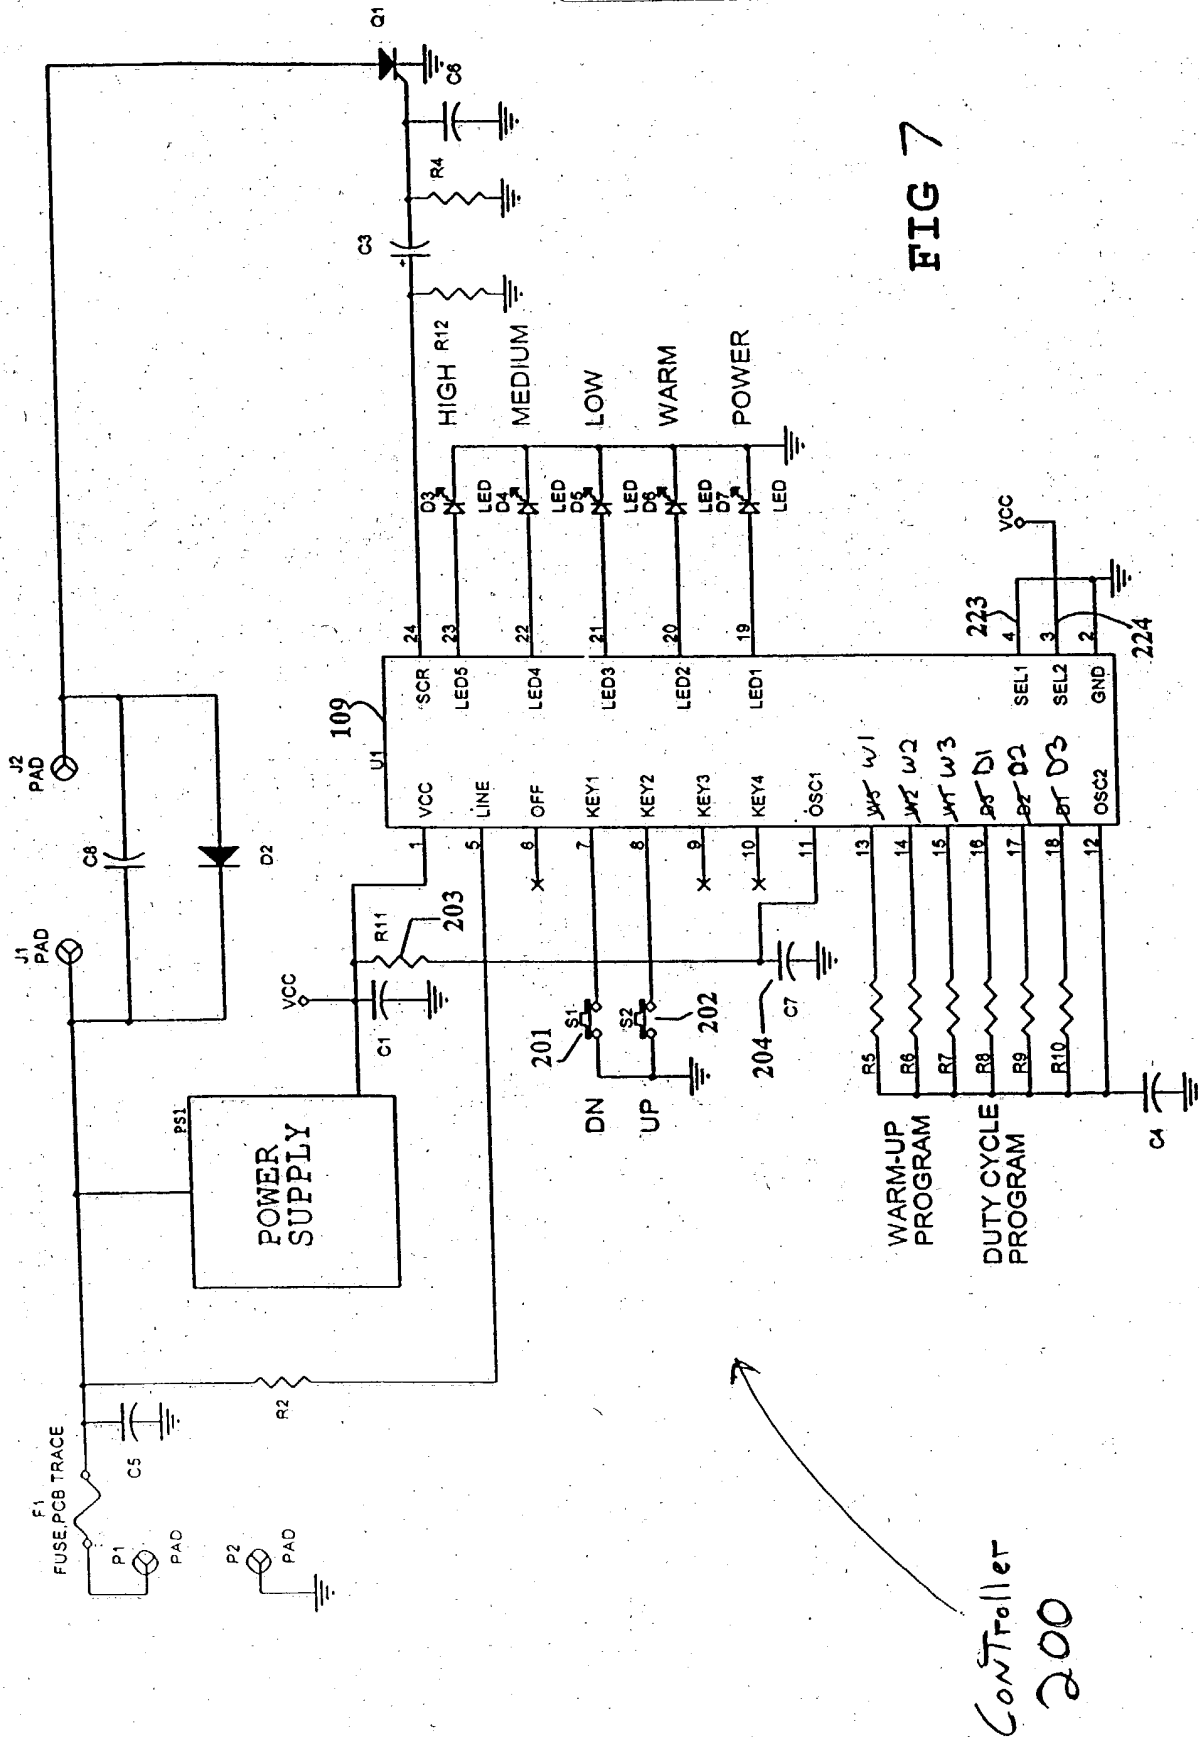 F1
FUSE,PCB TRACE
P1
PAD
P2
PAD
C5
R2
PS1
POWER
SUPPLY
J1
PAD
J2
PAD
C8
D2
Q1
C6
R4
C3
R12
VCC
C1
R11
203
109
U1
VCC
1
LINE
5
OFF
6
KEY1
7
KEY2
8
KEY3
9
KEY4
10
OSC1
11
W3 W1
13
W2 W2
14
W1 W3
15
D3 D1
16
D2 D2
17
D1 D3
18
OSC2
12
SCR
24
LED5
23
LED4
22
LED3
21
LED2
20
LED1
19
SEL1
4
SEL2
3
GND
2
223
224
VCC
D3
LED
D4
LED
D5
LED
D6
LED
D7
LED
HIGH
MEDIUM
LOW
WARM
POWER
201
S1
DN
S2
202
UP
204
C7
R5
R6
R7
R8
R9
R10
WARM-UP
PROGRAM
DUTY CYCLE
PROGRAM
C4
Controller
200
FIG 7